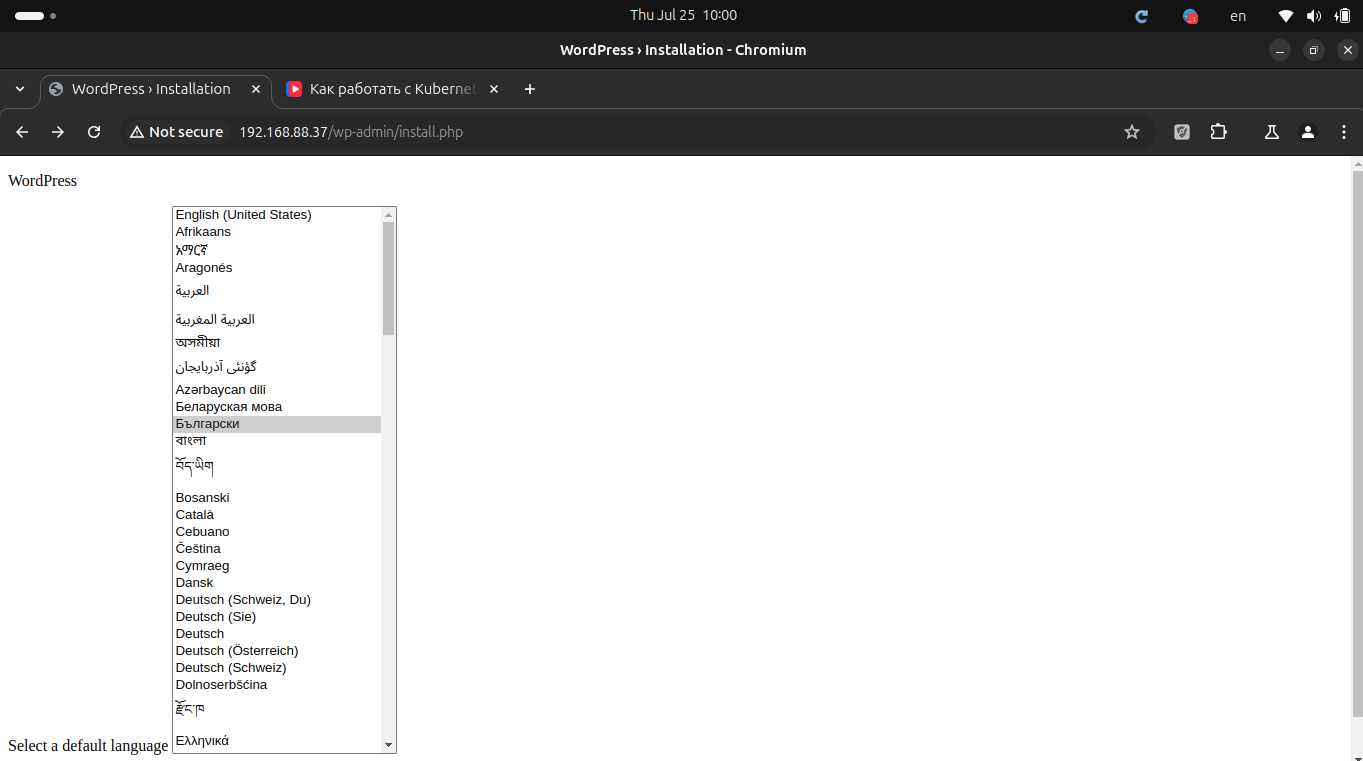 Thu Jul 25 10:00
en
WordPress › Installation - Chromium
WordPress › Installation
Как работать с Kubernet
Not secure 192.168.88.37/wp-admin/install.php
WordPress
English (United States)
Afrikaans
አማርኛ
Aragonés
العربية
العربية المغربية
অসমীয়া
گؤنئی آذربایجان
Azərbaycan dili
Беларуская мова
Български
বাংলা
བོད་ཡིག
Bosanski
Català
Cebuano
Čeština
Cymraeg
Dansk
Deutsch (Schweiz, Du)
Deutsch (Sie)
Deutsch
Deutsch (Österreich)
Deutsch (Schweiz)
Dolnoserbšćina
རྫོང་ཁ
Ελληνικά
Select a default language